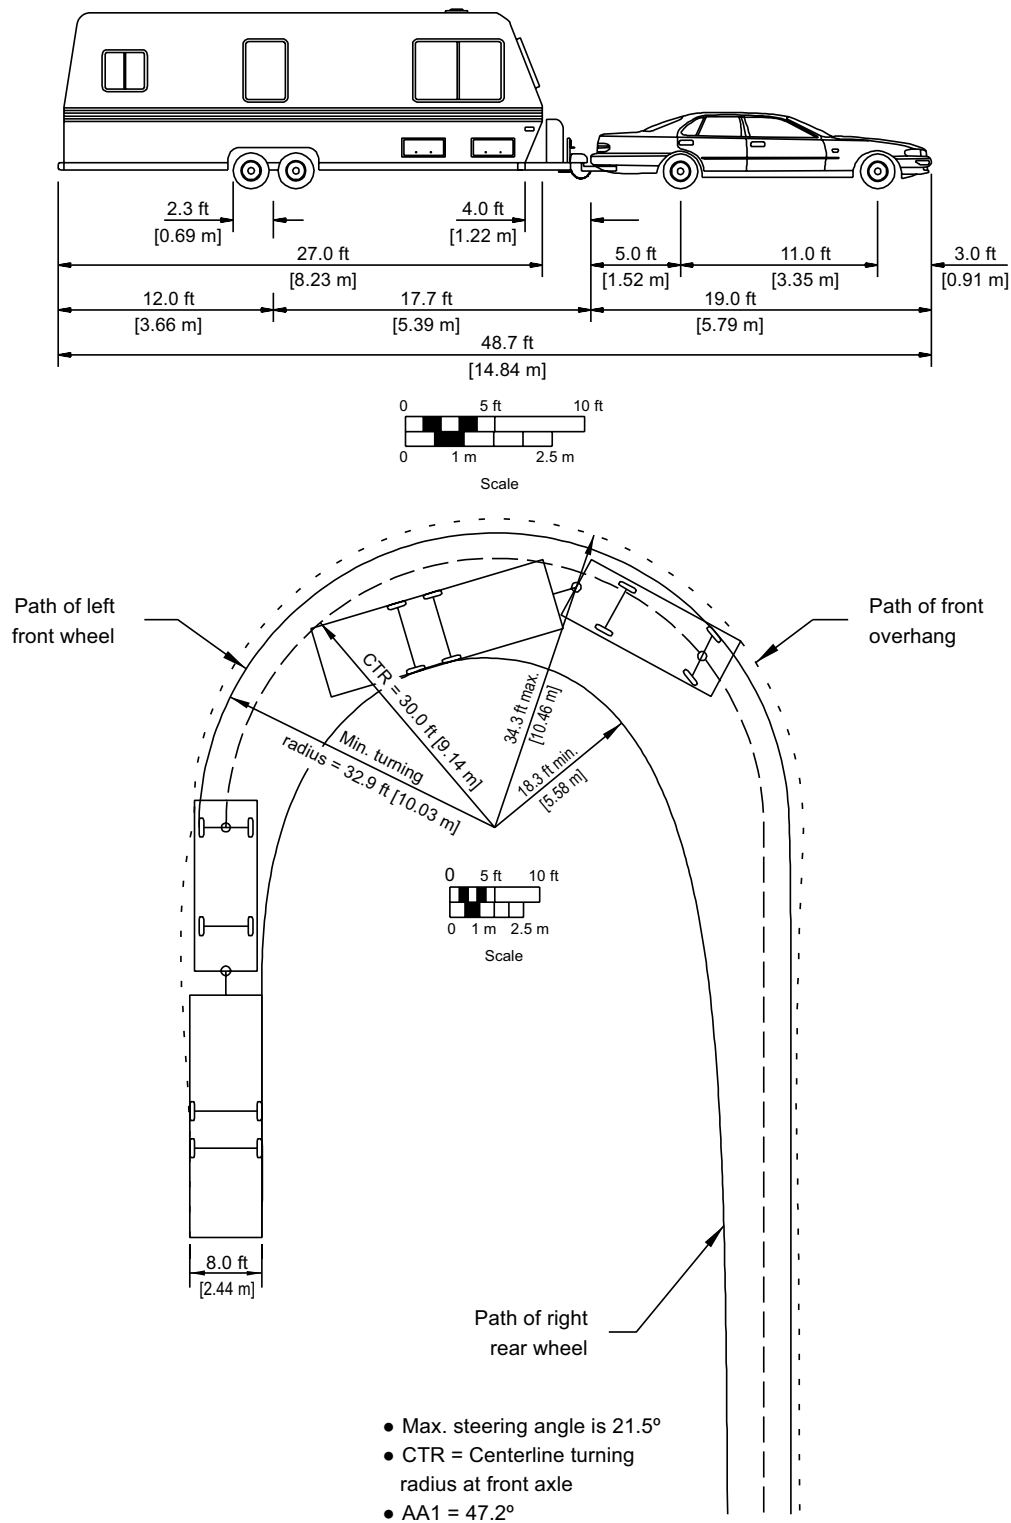 2.3 ft
[0.69 m]
4.0 ft
[1.22 m]
27.0 ft
[8.23 m]
5.0 ft
[1.52 m]
11.0 ft
[3.35 m]
3.0 ft
[0.91 m]
12.0 ft
[3.66 m]
17.7 ft
[5.39 m]
19.0 ft
[5.79 m]
48.7 ft
[14.84 m]
0 5 ft 10 ft
0 1 m 2.5 m
Scale
Path of left
front wheel
Path of front
overhang
CTR = 30.0 ft [9.14 m]
34.3 ft max.
[10.46 m]
Min. turning
radius = 32.9 ft [10.03 m]
18.3 ft min.
[5.58 m]
0 5 ft 10 ft
0 1 m 2.5 m
Scale
8.0 ft
[2.44 m]
Path of right
rear wheel
● Max. steering angle is 21.5º
● CTR = Centerline turning
radius at front axle
● AA1 = 47.2º